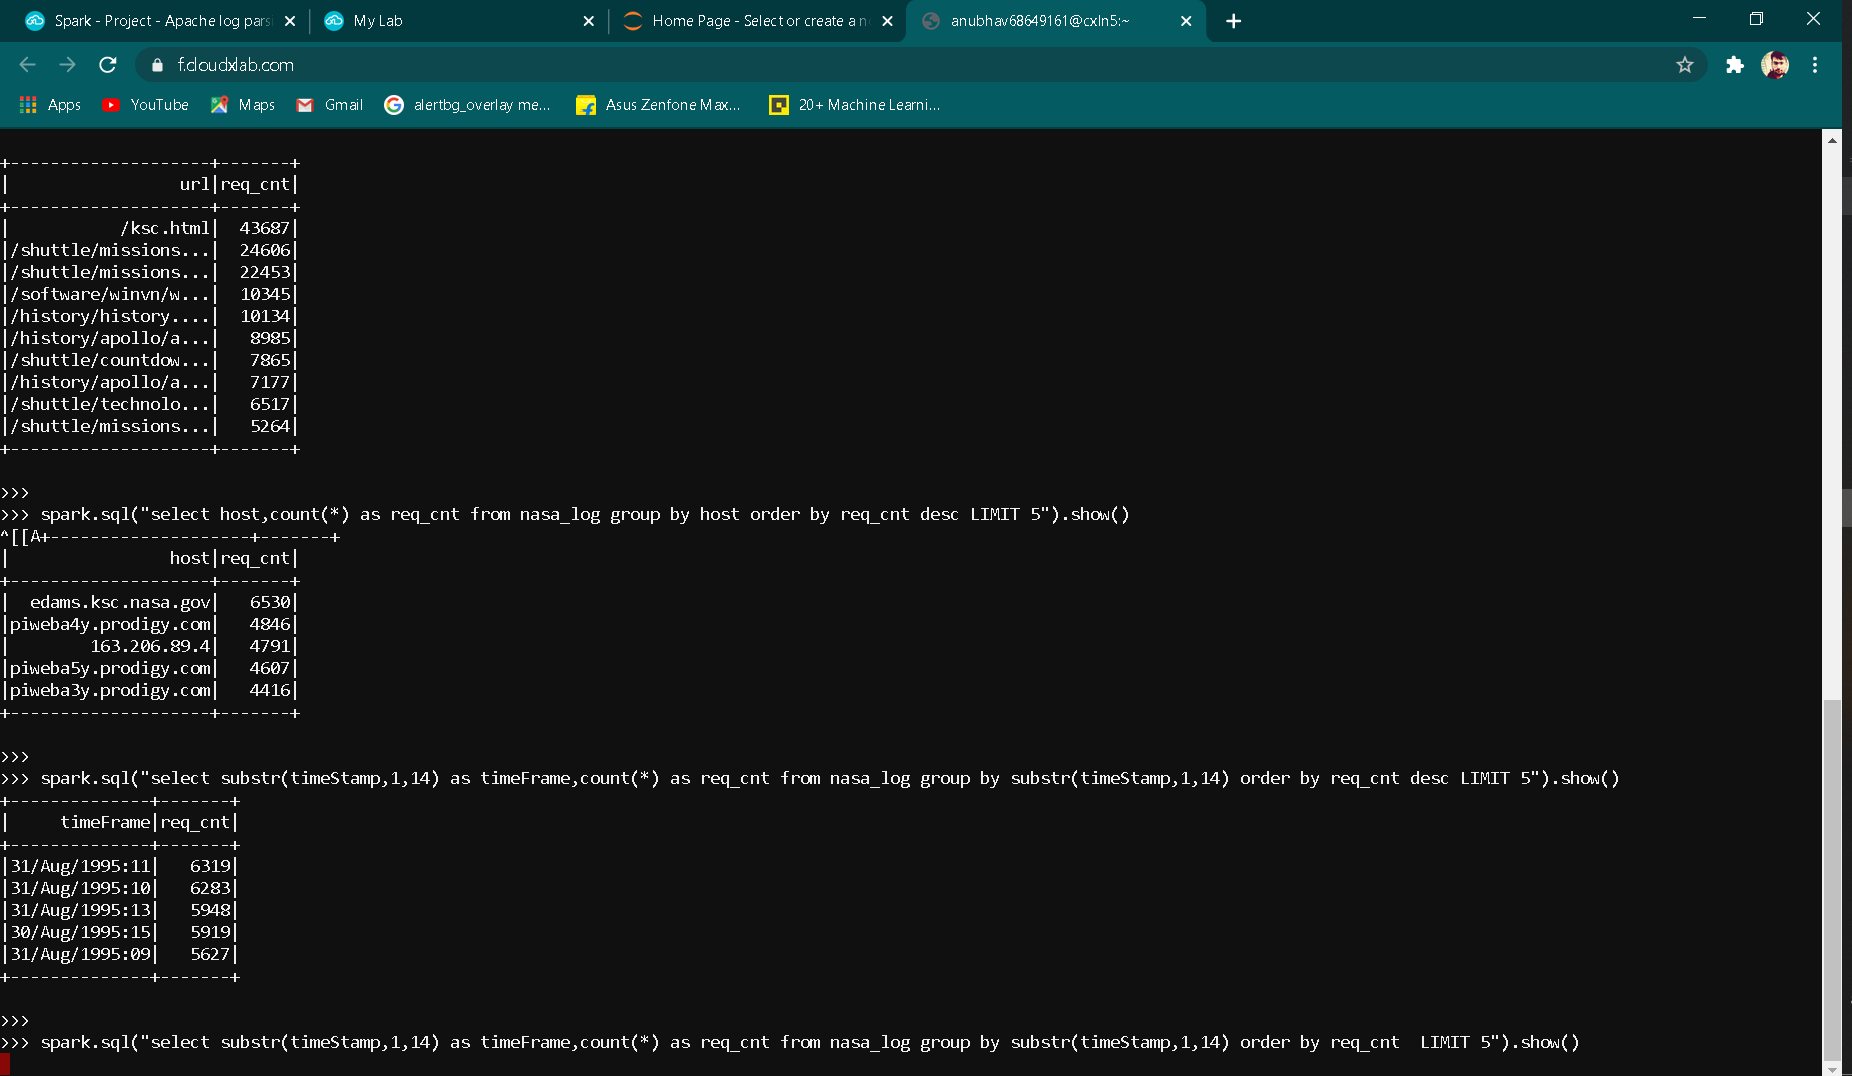 Spark - Project - Apache log pars
My Lab
Home Page - Select or create a n
anubhav68649161@cxln5:~
f.cloudxlab.com
Apps
YouTube
Maps
Gmail
alertbg_overlay me...
Asus Zenfone Max...
20+ Machine Learni...
+--------------------+-------+
|                 url|req_cnt|
+--------------------+-------+
|           /ksc.html|  43687|
|/shuttle/missions...|  24606|
|/shuttle/missions...|  22453|
|/software/winvn/w...|  10345|
|/history/history....|  10134|
|/history/apollo/a...|   8985|
|/shuttle/countdow...|   7865|
|/history/apollo/a...|   7177|
|/shuttle/technolo...|   6517|
|/shuttle/missions...|   5264|
+--------------------+-------+
>>>
>>> spark.sql("select host,count(*) as req_cnt from nasa_log group by host order by req_cnt desc LIMIT 5").show()
^[[A+--------------------+-------+
|                host|req_cnt|
+--------------------+-------+
|  edams.ksc.nasa.gov|   6530|
|piweba4y.prodigy.com|   4846|
|        163.206.89.4|   4791|
|piweba5y.prodigy.com|   4607|
|piweba3y.prodigy.com|   4416|
+--------------------+-------+
>>>
>>> spark.sql("select substr(timeStamp,1,14) as timeFrame,count(*) as req_cnt from nasa_log group by substr(timeStamp,1,14) order by req_cnt desc LIMIT 5").show()
+--------------+-------+
|     timeFrame|req_cnt|
+--------------+-------+
|31/Aug/1995:11|   6319|
|31/Aug/1995:10|   6283|
|31/Aug/1995:13|   5948|
|30/Aug/1995:15|   5919|
|31/Aug/1995:09|   5627|
+--------------+-------+
>>>
>>> spark.sql("select substr(timeStamp,1,14) as timeFrame,count(*) as req_cnt from nasa_log group by substr(timeStamp,1,14) order by req_cnt  LIMIT 5").show()